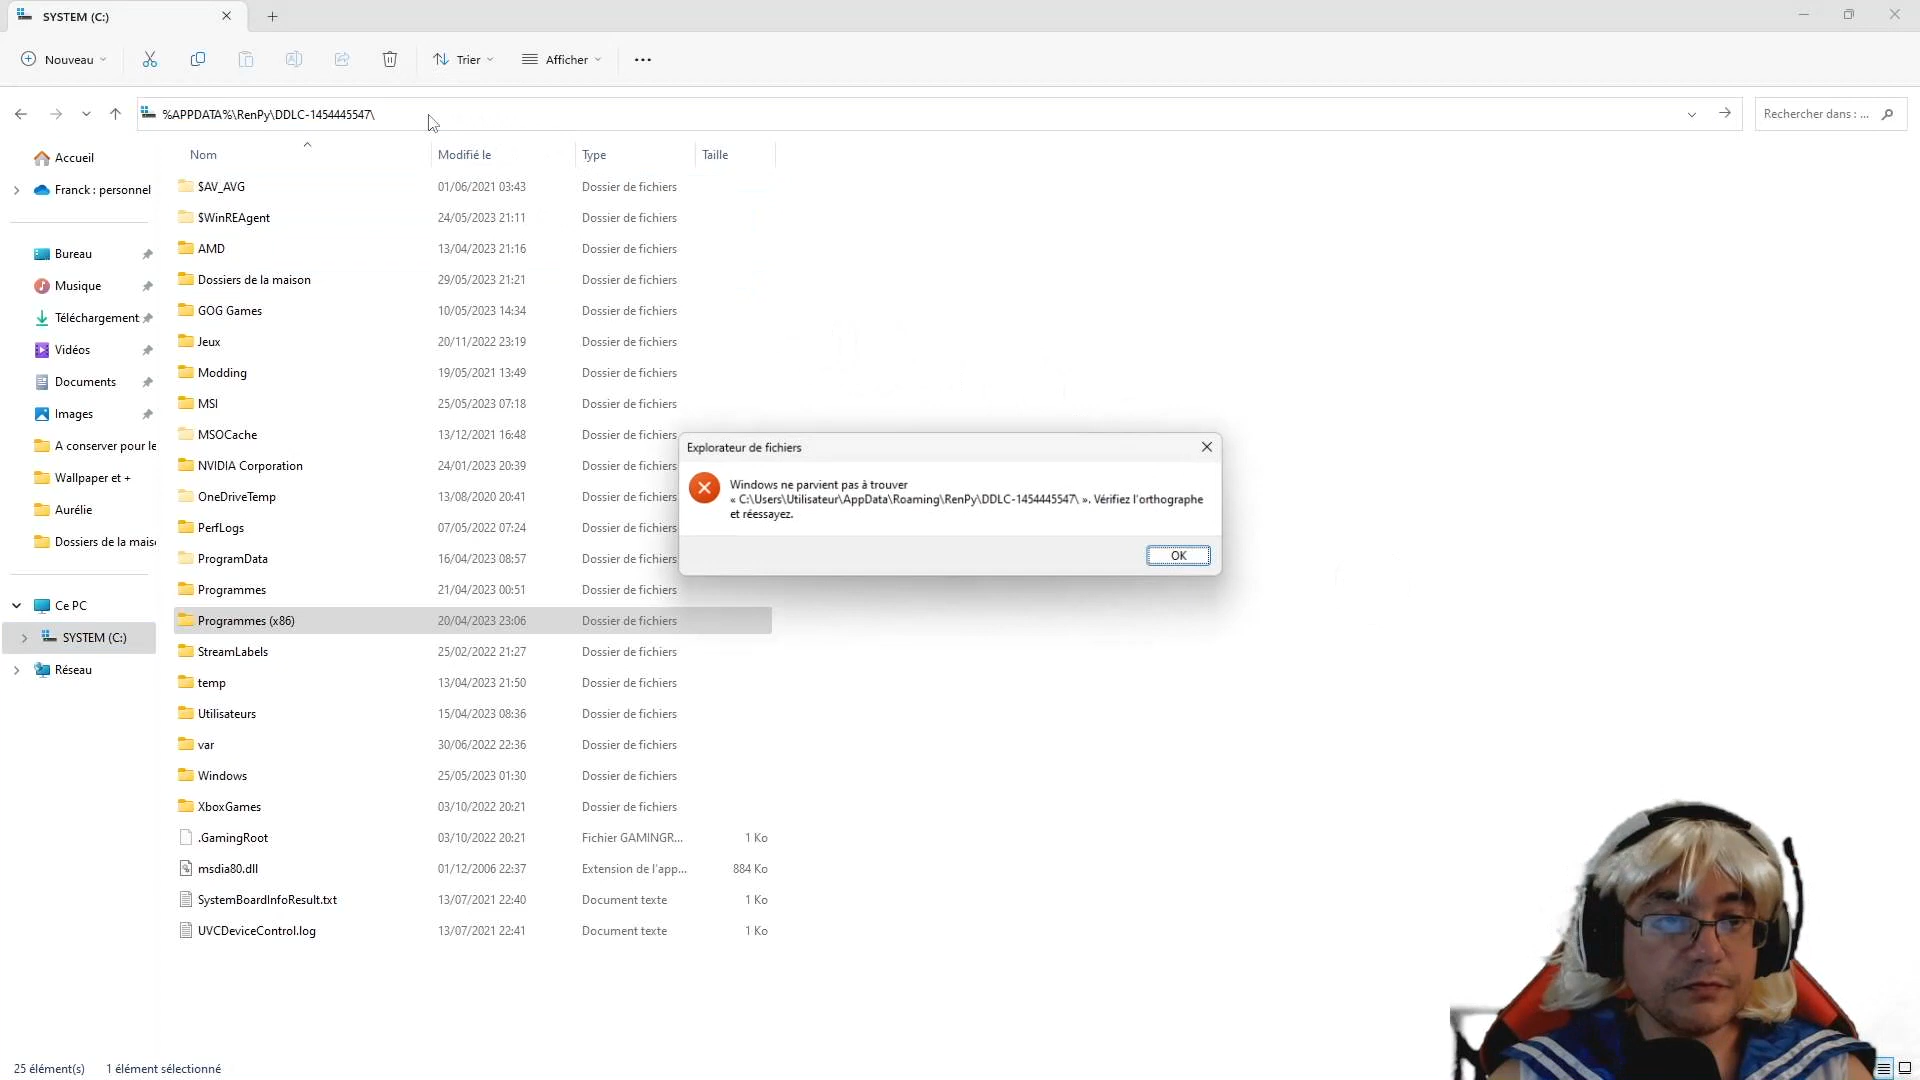 SYSTEM (C:)
Nouveau
Trier
Afficher
%APPDATA%\RenPy\DDLC-1454445547\
Rechercher dans : ...
Nom
Modifié le
Type
Taille
Accueil
Franck : personnel
Bureau
Musique
Téléchargement
Vidéos
Documents
Images
A conserver pour le
Wallpaper et +
Aurélie
Dossiers de la mais
Ce PC
SYSTEM (C:)
Réseau
$AV_AVG 01/06/2021 03:43 Dossier de fichiers
$WinREAgent 24/05/2023 21:11 Dossier de fichiers
AMD 13/04/2023 21:16 Dossier de fichiers
Dossiers de la maison 29/05/2023 21:21 Dossier de fichiers
GOG Games 10/05/2023 14:34 Dossier de fichiers
Jeux 20/11/2022 23:19 Dossier de fichiers
Modding 19/05/2021 13:49 Dossier de fichiers
MSI 25/05/2023 07:18 Dossier de fichiers
MSOCache 13/12/2021 16:48 Dossier de fichiers
NVIDIA Corporation 24/01/2023 20:39 Dossier de fichiers
OneDriveTemp 13/08/2020 20:41 Dossier de fichiers
PerfLogs 07/05/2022 07:24 Dossier de fichiers
ProgramData 16/04/2023 08:57 Dossier de fichiers
Programmes 21/04/2023 00:51 Dossier de fichiers
Programmes (x86) 20/04/2023 23:06 Dossier de fichiers
StreamLabels 25/02/2022 21:27 Dossier de fichiers
temp 13/04/2023 21:50 Dossier de fichiers
Utilisateurs 15/04/2023 08:36 Dossier de fichiers
var 30/06/2022 22:36 Dossier de fichiers
Windows 25/05/2023 01:30 Dossier de fichiers
XboxGames 03/10/2022 20:21 Dossier de fichiers
.GamingRoot 03/10/2022 20:21 Fichier GAMINGR... 1 Ko
msdia80.dll 01/12/2006 22:37 Extension de l'app... 884 Ko
SystemBoardInfoResult.txt 13/07/2021 22:40 Document texte 1 Ko
UVCDeviceControl.log 13/07/2021 22:41 Document texte 1 Ko
Explorateur de fichiers
Windows ne parvient pas à trouver
« C:\Users\Utilisateur\AppData\Roaming\RenPy\DDLC-1454445547\ ». Vérifiez l'orthographe
et réessayez.
OK
25 élément(s) 1 élément sélectionné